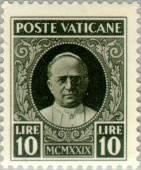 POSTE VATICANE
MCMXXIX
LIRE LIRE
10 10